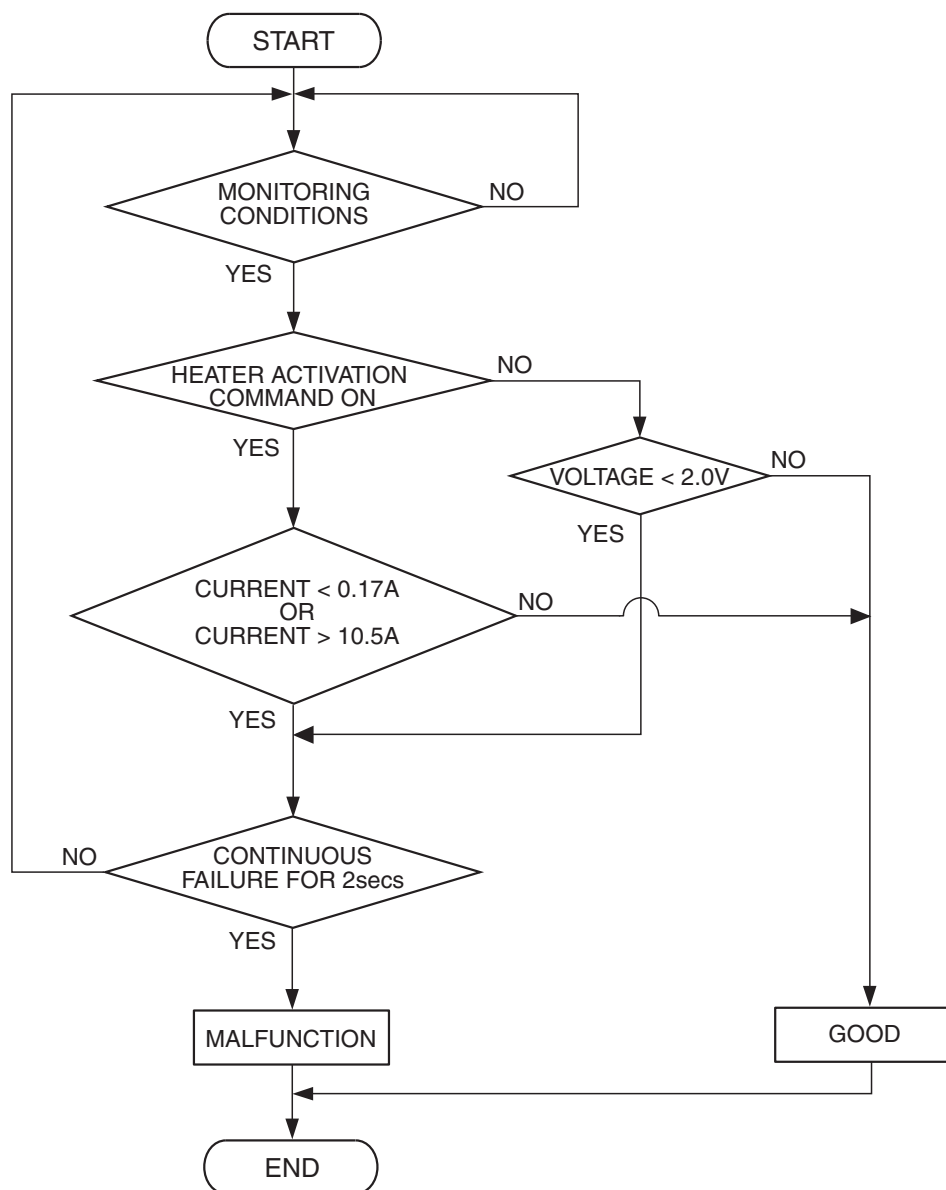 START
MONITORING
CONDITIONS
NO
YES
HEATER ACTIVATION
COMMAND ON
NO
YES
VOLTAGE < 2.0V
NO
YES
CURRENT < 0.17A
OR
CURRENT > 10.5A
NO
YES
CONTINUOUS
FAILURE FOR 2secs
NO
YES
MALFUNCTION
GOOD
END